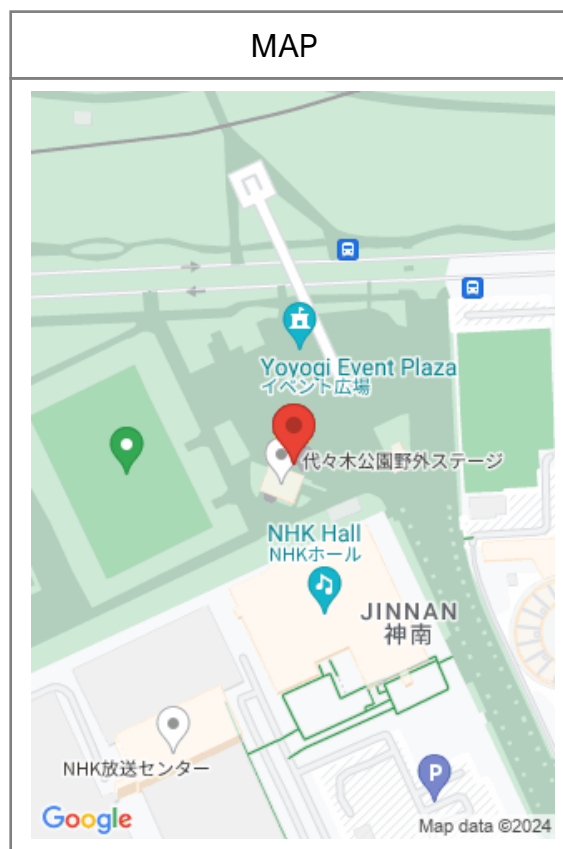 MAP
Yoyogi Event Plaza
イベント広場
代々木公園野外ステージ
NHK Hall
NHKホール
JINNAN
神南
NHK放送センター
P
Google
Map data ©2024